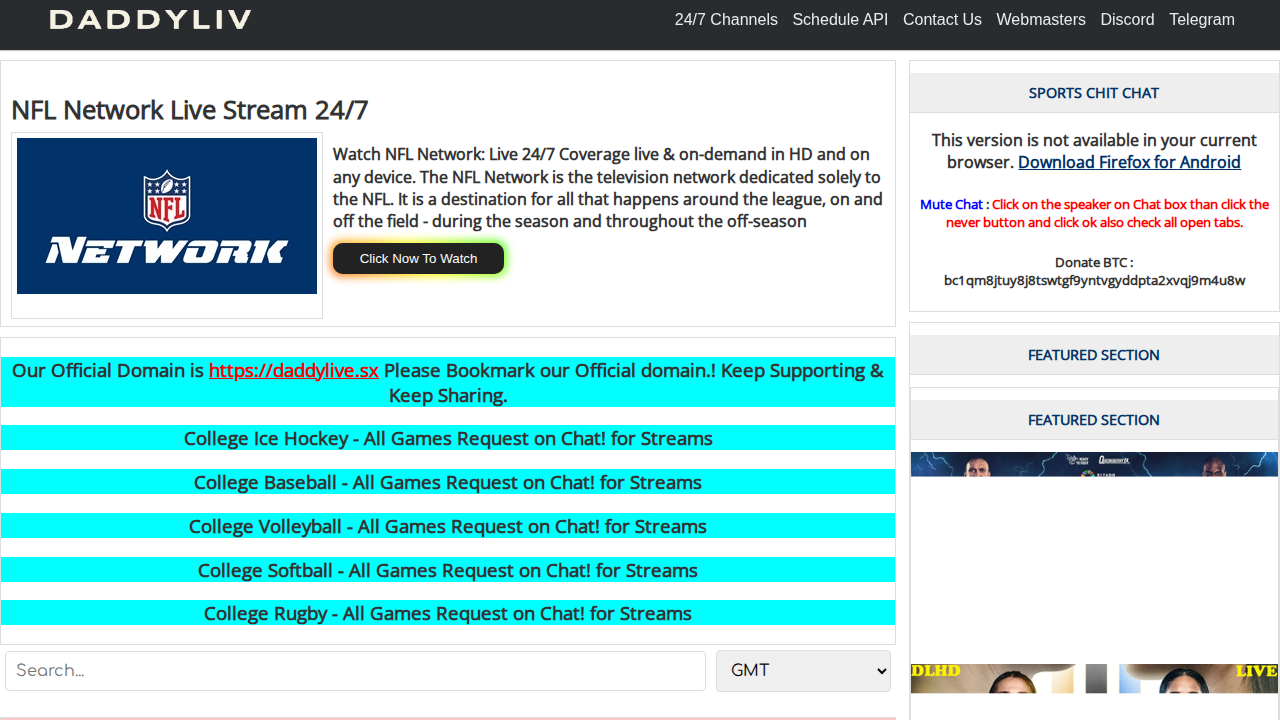 DADDYLIV
24/7 Channels Schedule API Contact Us Webmasters Discord Telegram
NFL Network Live Stream 24/7
NFL
NETWORK
Watch NFL Network: Live 24/7 Coverage live & on-demand in HD and on
any device. The NFL Network is the television network dedicated solely to
the NFL. It is a destination for all that happens around the league, on and
off the field - during the season and throughout the off-season
Click Now To Watch
Our Official Domain is https://daddylive.sx Please Bookmark our Official domain.! Keep Supporting &
Keep Sharing.
College Ice Hockey - All Games Request on Chat! for Streams
College Baseball - All Games Request on Chat! for Streams
College Volleyball - All Games Request on Chat! for Streams
College Softball - All Games Request on Chat! for Streams
College Rugby - All Games Request on Chat! for Streams
Search...
GMT
SPORTS CHIT CHAT
This version is not available in your current
browser. Download Firefox for Android
Mute Chat : Click on the speaker on Chat box than click the
never button and click ok also check all open tabs.
Donate BTC :
bc1qm8jtuy8j8tswtgf9yntvgyddpta2xvqj9m4u8w
FEATURED SECTION
FEATURED SECTION
DLHD
LIVE